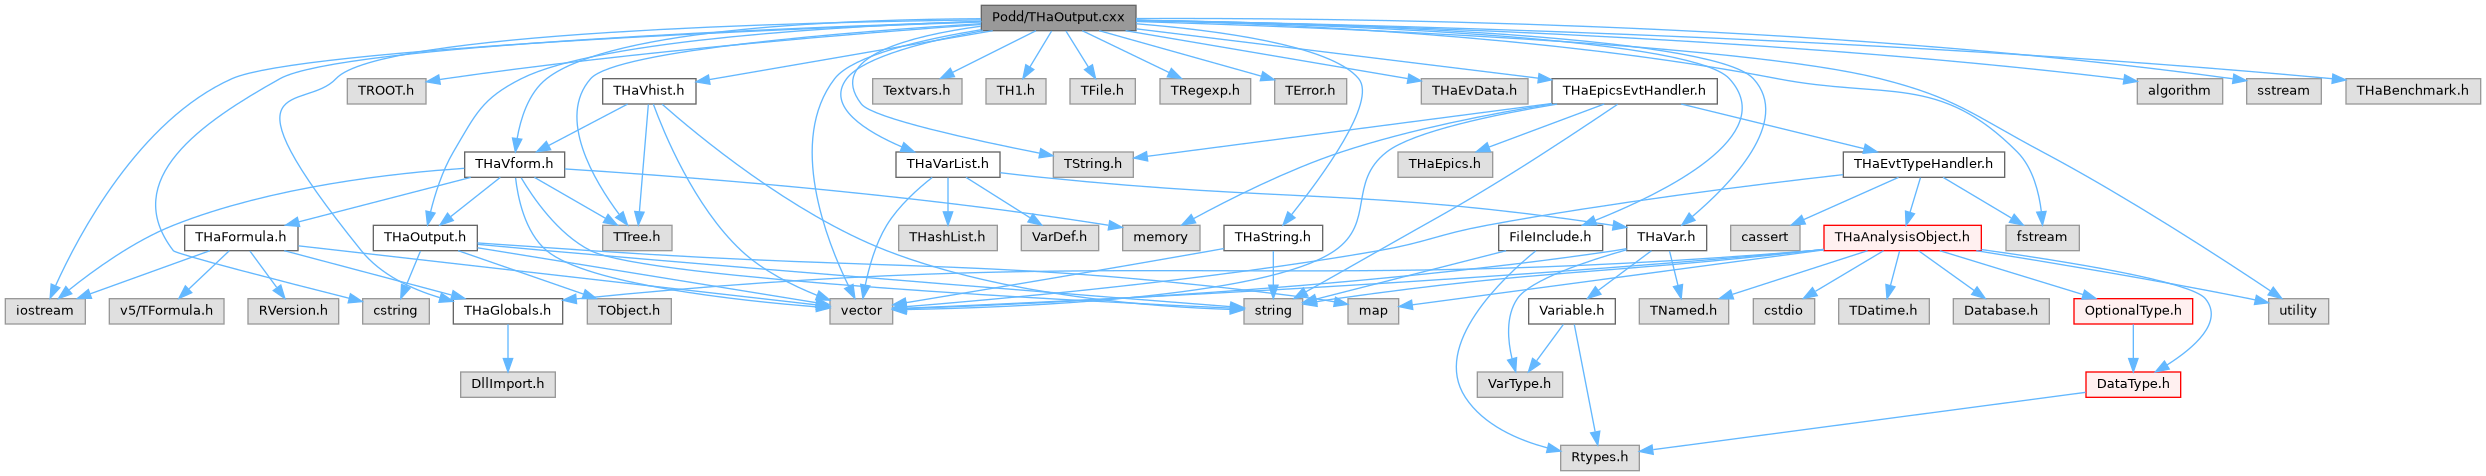 Podd/THaOutput.cxx
TROOT.h
THaVhist.h
Textvars.h
TH1.h
TFile.h
TRegexp.h
TError.h
THaEvData.h
THaEpicsEvtHandler.h
algorithm
sstream
THaBenchmark.h
THaVform.h
THaVarList.h
TString.h
THaEpics.h
THaEvtTypeHandler.h
THaFormula.h
THaOutput.h
TTree.h
THashList.h
VarDef.h
memory
THaString.h
FileInclude.h
THaVar.h
cassert
THaAnalysisObject.h
fstream
iostream
v5/TFormula.h
RVersion.h
cstring
THaGlobals.h
TObject.h
vector
string
map
Variable.h
TNamed.h
cstdio
TDatime.h
Database.h
OptionalType.h
utility
DllImport.h
VarType.h
DataType.h
Rtypes.h